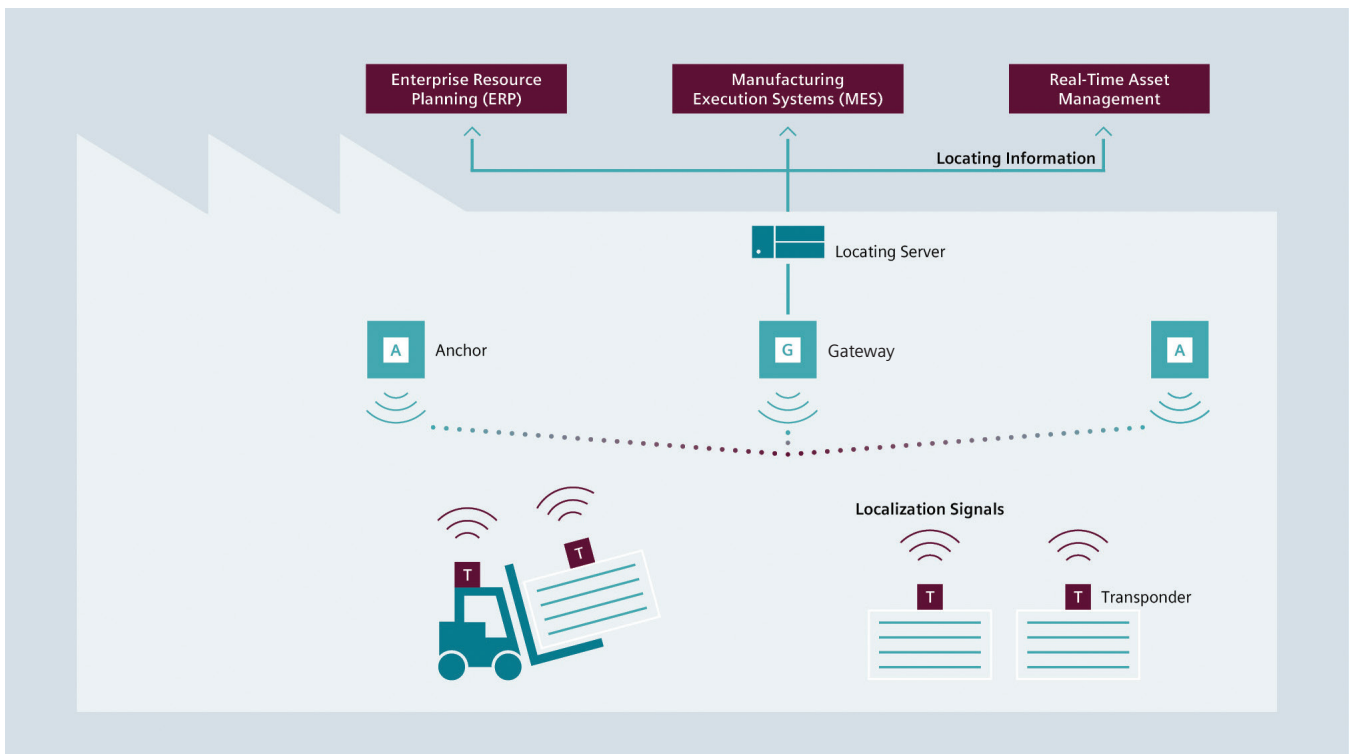 Enterprise Resource
Planning (ERP)
Manufacturing
Execution Systems (MES)
Real-Time Asset
Management
Locating Information
Locating Server
A
Anchor
G
Gateway
A
Localization Signals
T
T
T
T
Transponder